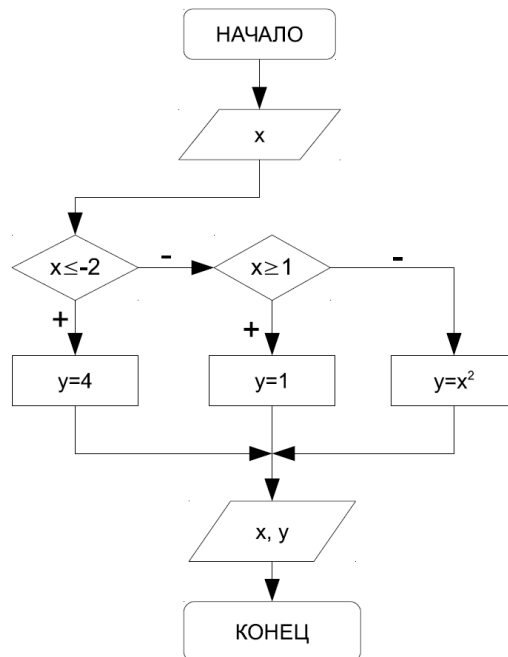 НАЧАЛО
x
x≤-2
-
x≥1
-
+
+
y=4
y=1
y=x²
x, y
КОНЕЦ